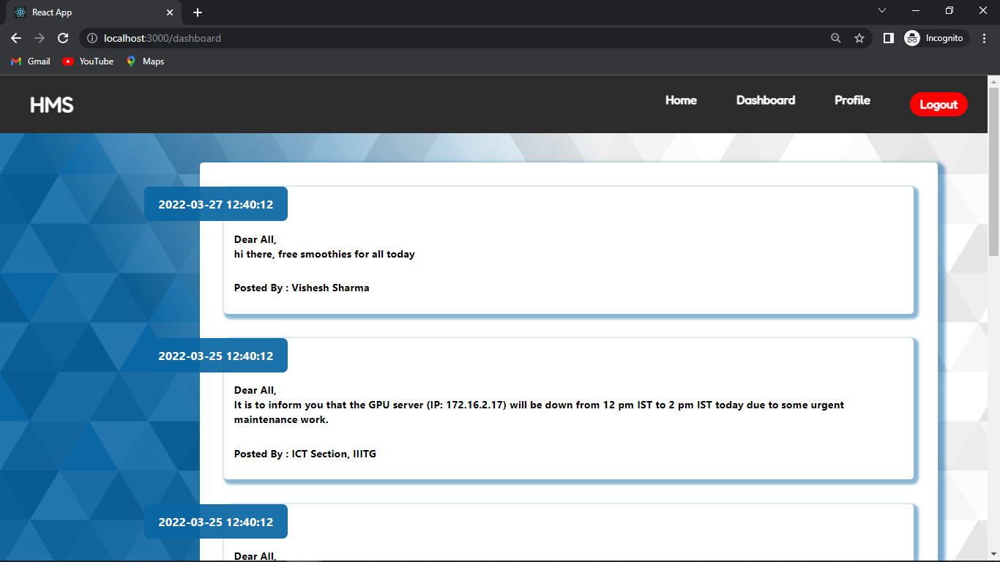 React App
localhost:3000/dashboard
Incognito
Gmail YouTube Maps
HMS Home Dashboard Profile Logout
2022-03-27 12:40:12
Dear All,
hi there, free smoothies for all today
Posted By : Vishesh Sharma
2022-03-25 12:40:12
Dear All,
It is to inform you that the GPU server (IP: 172.16.2.17) will be down from 12 pm IST to 2 pm IST today due to some urgent
maintenance work.
Posted By : ICT Section, IIITG
2022-03-25 12:40:12
Dear All,